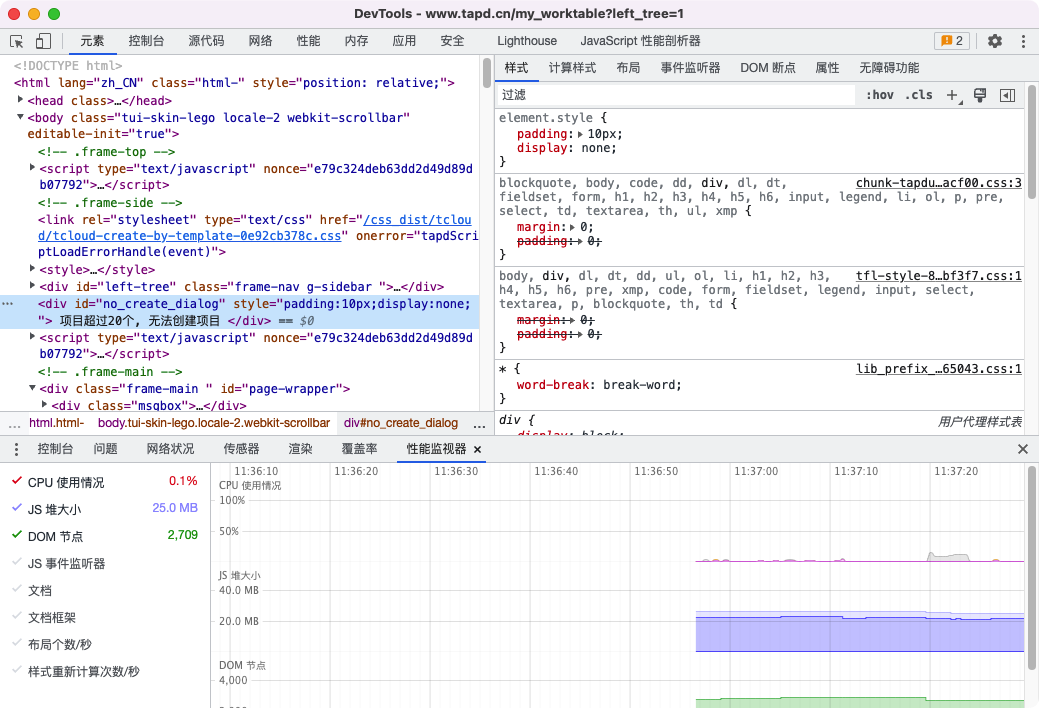 DevTools - www.tapd.cn/my_worktable?left_tree=1
元素 控制台 源代码 网络 性能 内存 应用 安全 Lighthouse JavaScript 性能剖析器 2
<!DOCTYPE html>
<html lang="zh_CN" class="html-" style="position: relative;">
<head class>…</head>
<body class="tui-skin-lego locale-2 webkit-scrollbar"
editable-init="true">
<!-- .frame-top -->
<script type="text/javascript" nonce="e79c324deb63dd2d49d89d
b07792">…</script>
<!-- .frame-side -->
<link rel="stylesheet" type="text/css" href="/css_dist/tclou
d/tcloud-create-by-template-0e92cb378c.css" onerror="tapdScri
ptLoadErrorHandle(event)">
<style>…</style>
<div id="left-tree" class="frame-nav g-sidebar ">…</div>
… <div id="no_create_dialog" style="padding:10px;display:none;
"> 项目超过20个, 无法创建项目 </div> == $0
<script type="text/javascript" nonce="e79c324deb63dd2d49d89d
b07792">…</script>
<!-- .frame-main -->
<div class="frame-main " id="page-wrapper">
<div class="msgbox">…</div>
… html.html- body.tui-skin-lego.locale-2.webkit-scrollbar div#no_create_dialog …
样式 计算样式 布局 事件监听器 DOM 断点 属性 无障碍功能
过滤 :hov .cls +
element.style {
padding: 10px;
display: none;
}
blockquote, body, code, dd, div, dl, dt, chunk-tapdu…acf00.css:3
fieldset, form, h1, h2, h3, h4, h5, h6, input, legend, li, ol, p, pre,
select, td, textarea, th, ul, xmp {
margin: 0;
padding: 0;
}
body, div, dl, dt, dd, ul, ol, li, h1, h2, h3, tfl-style-8…bf3f7.css:1
h4, h5, h6, pre, xmp, code, form, fieldset, legend, input, select,
textarea, p, blockquote, th, td {
margin: 0;
padding: 0;
}
* { lib_prefix_…65043.css:1
word-break: break-word;
}
div { 用户代理样式表
display: block;
控制台 问题 网络状况 传感器 渲染 覆盖率 性能监视器 ×
CPU 使用情况 0.1%
JS 堆大小 25.0 MB
DOM 节点 2,709
JS 事件监听器
文档
文档框架
布局个数/秒
样式重新计算次数/秒
11:36:10 11:36:20 11:36:30 11:36:40 11:36:50 11:37:00 11:37:10 11:37:20
CPU 使用情况
100%
50%
JS 堆大小
40.0 MB
20.0 MB
DOM 节点
4,000